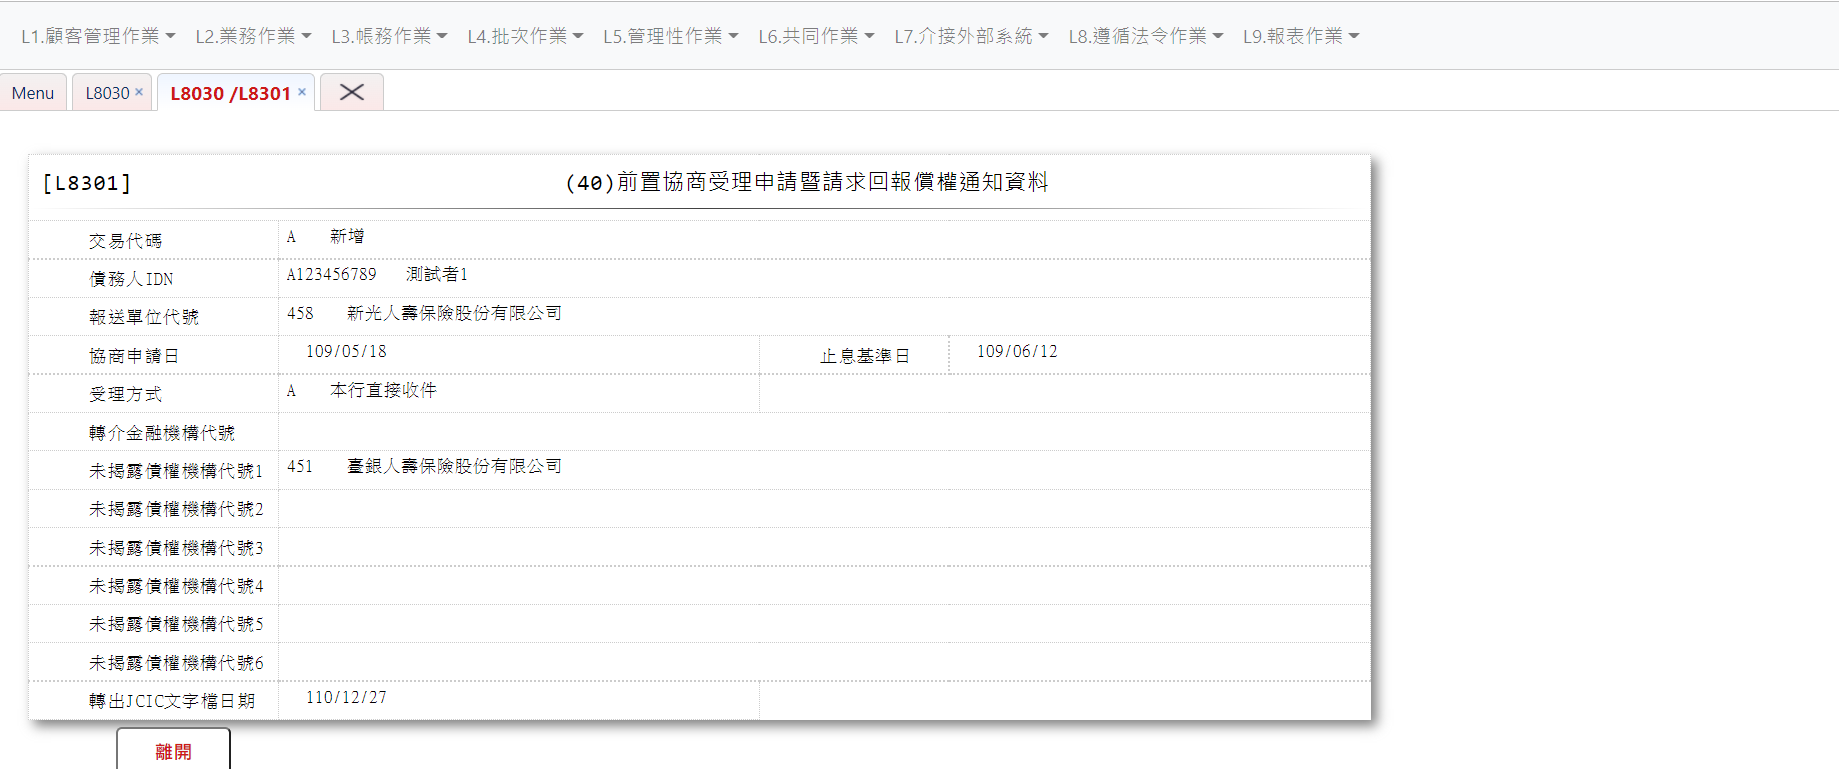 L1.顧客管理作業 L2.業務作業 L3.帳務作業 L4.批次作業 L5.管理性作業 L6.共同作業 L7.介接外部系統 L8.遵循法令作業 L9.報表作業
Menu L8030 × L8030 /L8301 ×
[L8301] (40)前置協商受理申請暨請求回報償權通知資料
交易代碼 A 新增
債務人IDN A123456789 測試者1
報送單位代號 458 新光人壽保險股份有限公司
協商申請日 109/05/18 止息基準日 109/06/12
受理方式 A 本行直接收件
轉介金融機構代號
未揭露債權機構代號1 451 臺銀人壽保險股份有限公司
未揭露債權機構代號2
未揭露債權機構代號3
未揭露債權機構代號4
未揭露債權機構代號5
未揭露債權機構代號6
轉出JCIC文字檔日期 110/12/27
離開